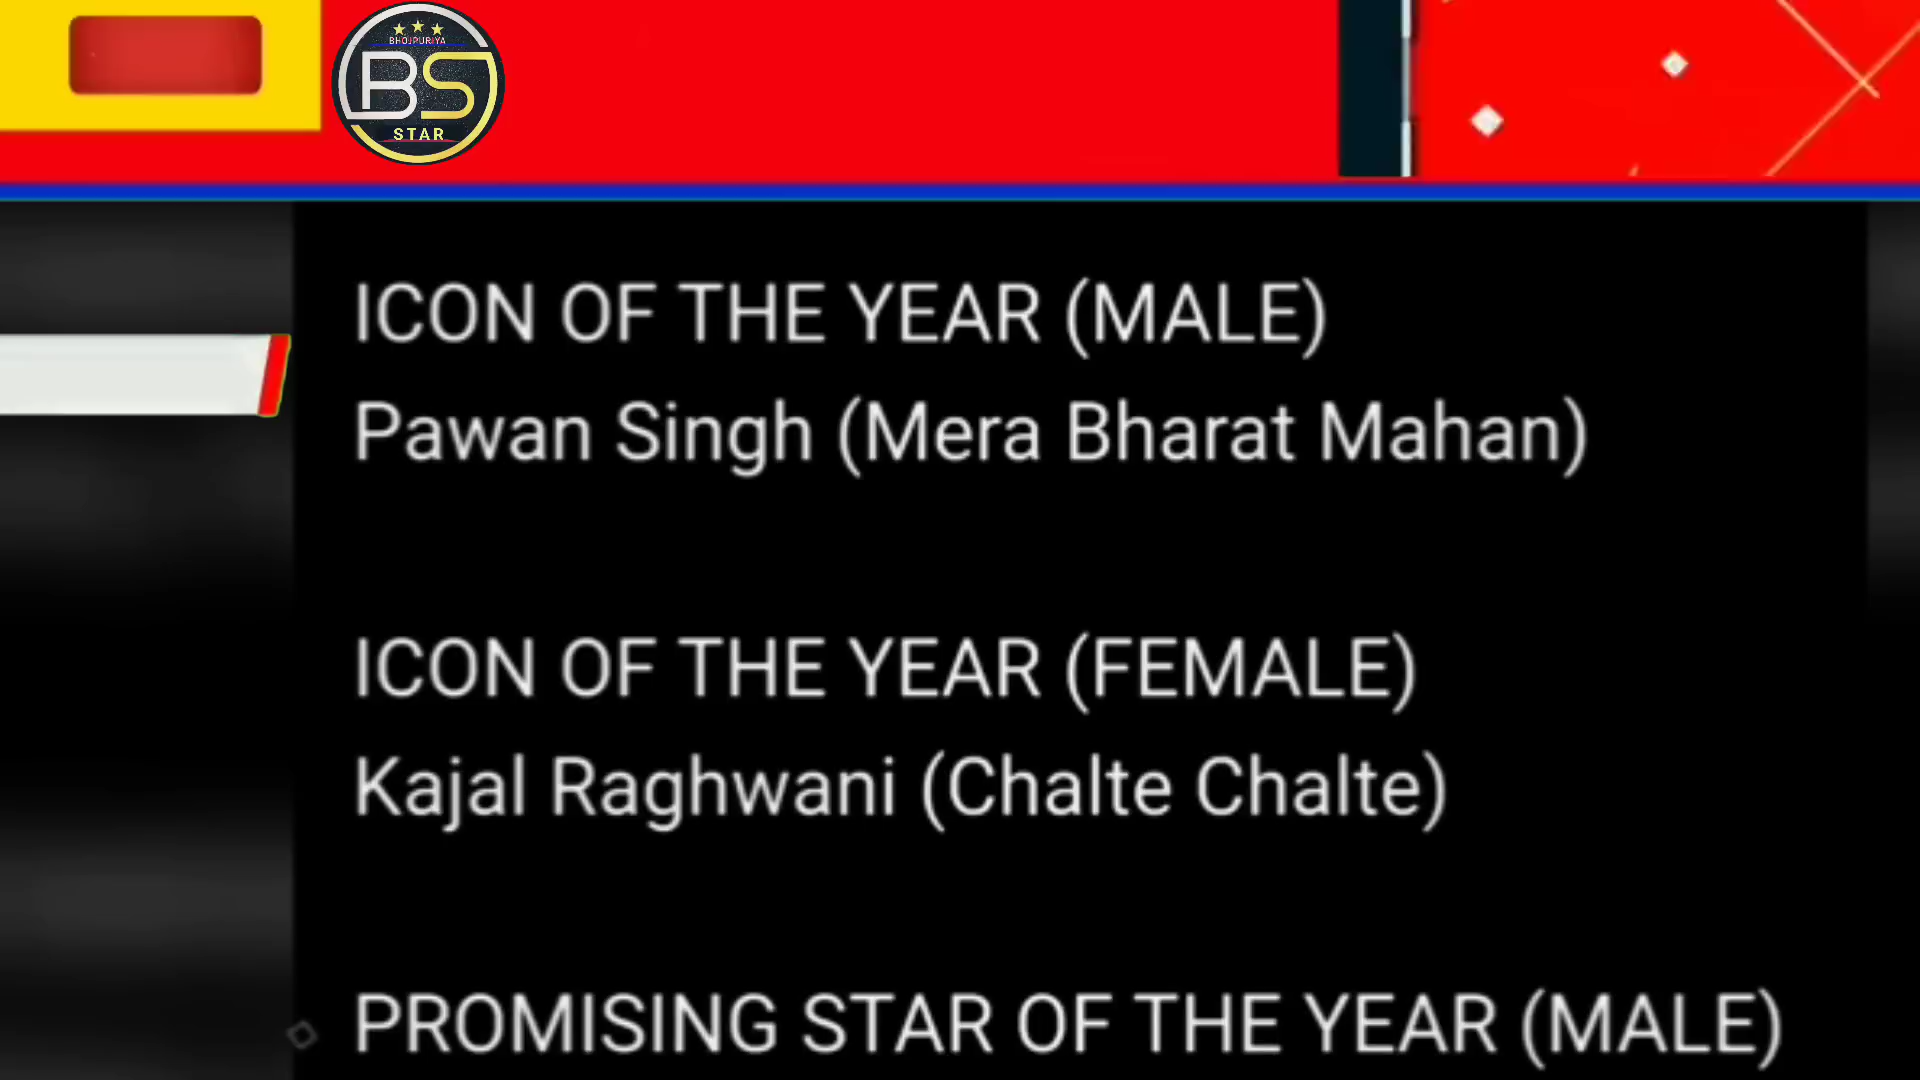 BHOJPURIYA
BS
STAR
ICON OF THE YEAR (MALE)
Pawan Singh (Mera Bharat Mahan)
ICON OF THE YEAR (FEMALE)
Kajal Raghwani (Chalte Chalte)
PROMISING STAR OF THE YEAR (MALE)